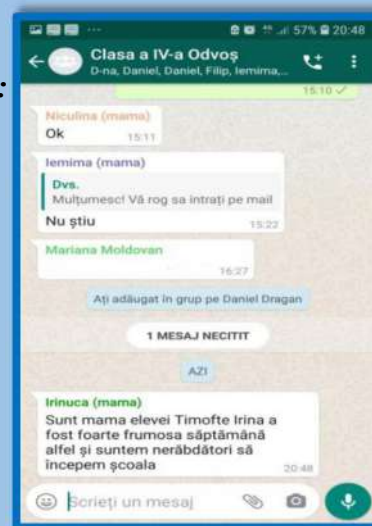 :
57% 20:48
Clasa a IV-a Odvoș
D-na, Daniel, Daniel, Filip, Iemima,...
15:10
Niculina (mama)
Ok
15:11
Iemima (mama)
Dvs.
Mulțumesc! Vă rog sa intrați pe mail
Nu știu
15:22
Mariana Moldovan
16:27
Ați adăugat în grup pe Daniel Dragan
1 MESAJ NECITIT
AZI
Irinuca (mama)
Sunt mama elevei Timofte Irina a
fost foarte frumosa săptămână
alfel și suntem nerăbdători să
începem școala
20:48
Scrieți un mesaj